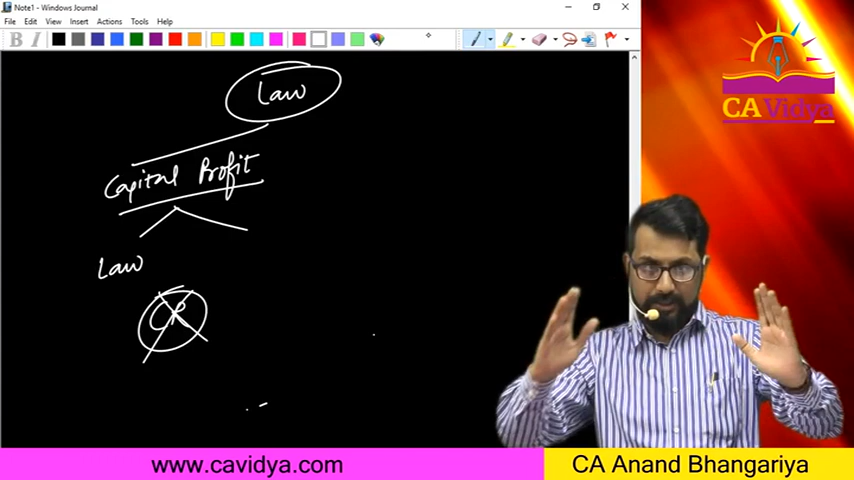 Note1 - Windows Journal
File Edit View Insert Actions Tools Help
B I
Law
Capital Profit
Law
CR
CA Vidya
www.cavidya.com
CA Anand Bhangariya